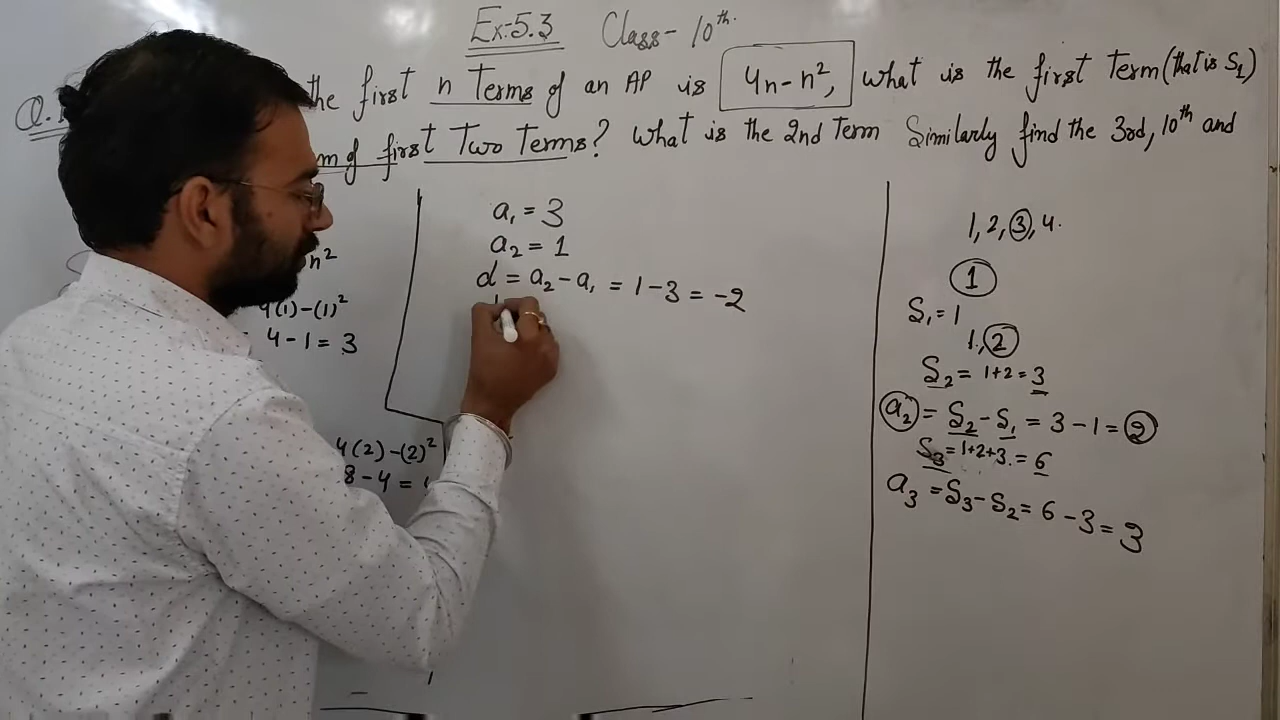 Ex:-5.3 Class- 10th.
the first n Terms of an AP is 4n-n², what is the first Term (that is S₁)
m of first Two Terms? What is the 2nd Term Similarly find the 3rd, 10th and
n²
4(1)-(1)²
4-1=3
4(2)-(2)²
8-4=
a₁=3
a₂=1
d=a₂-a₁=1-3=-2
1,2,3,4.
1
S₁=1
1,2
S₂=1+2=3
a₂=S₂-S₁=3-1=2
S₃=1+2+3.=6
a₃=S₃-S₂=6-3=3